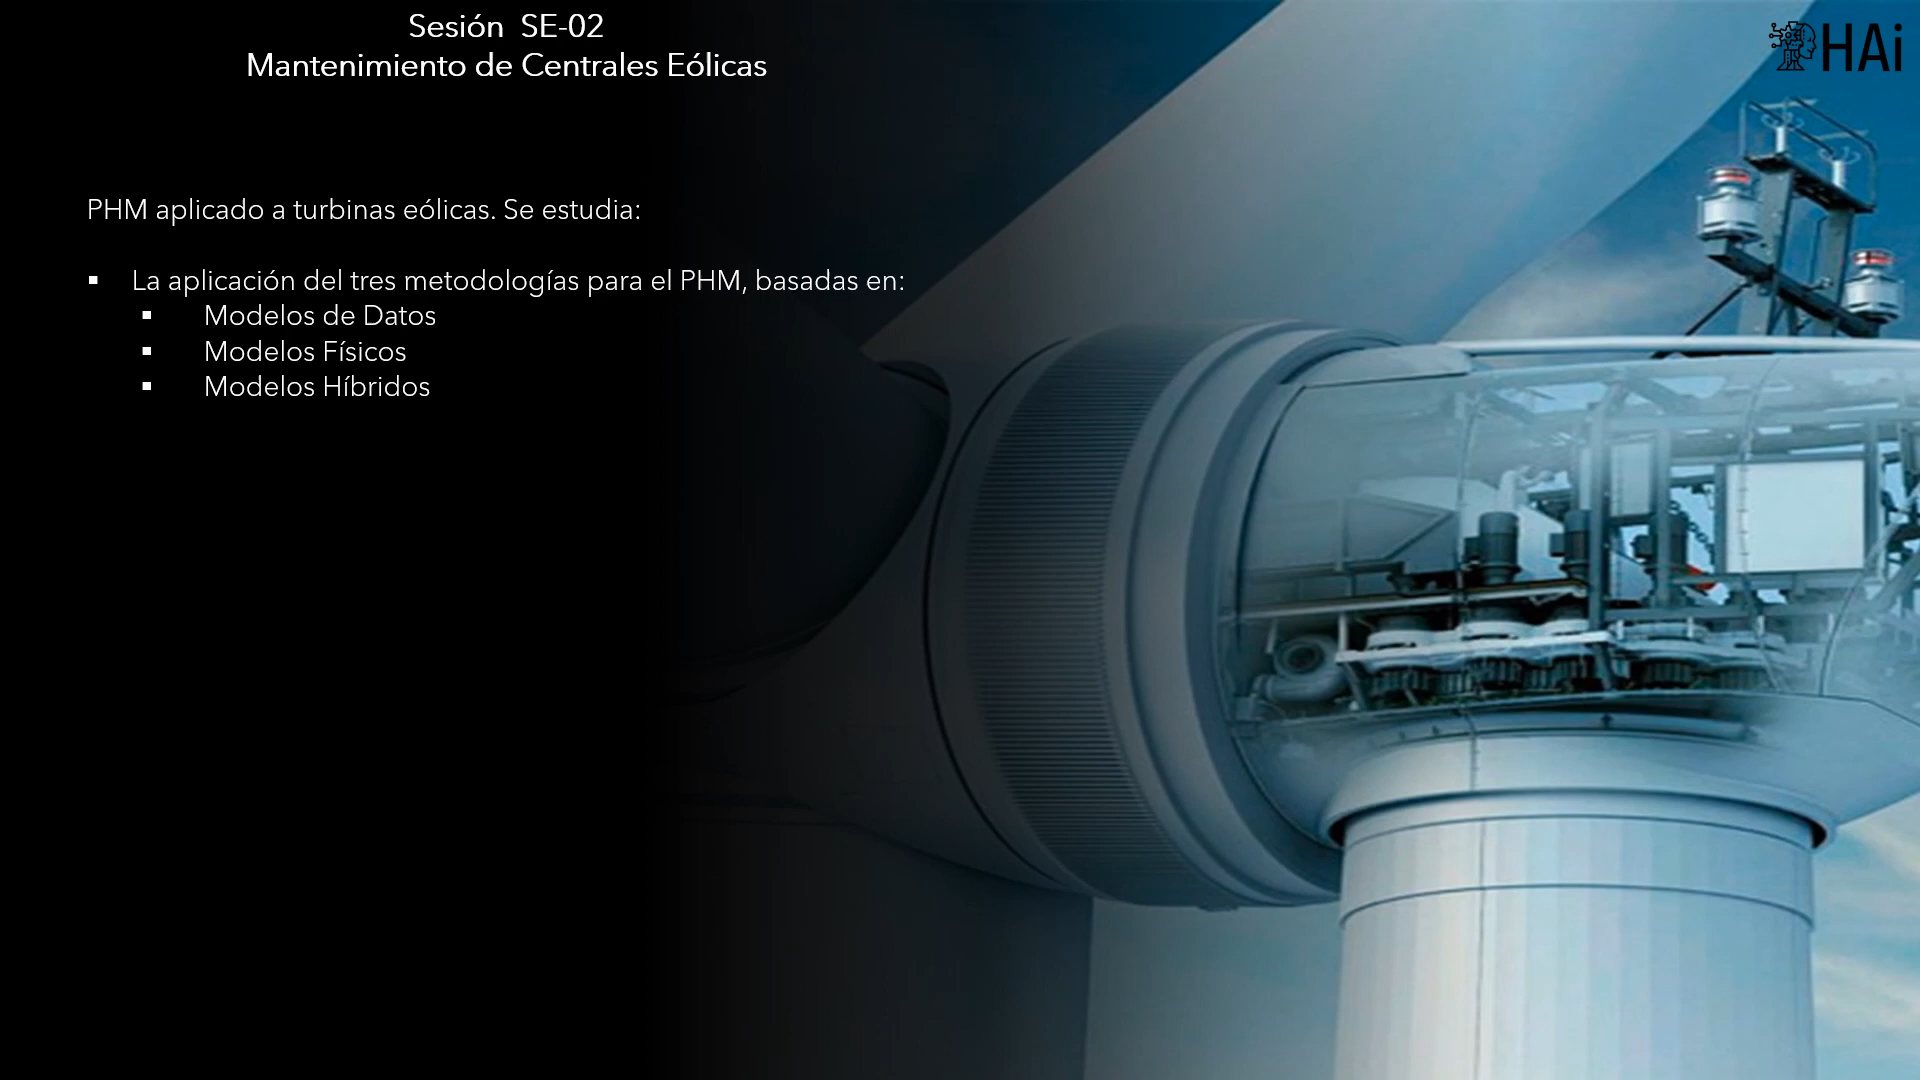 Sesión SE-02
Mantenimiento de Centrales Eólicas
HAi
PHM aplicado a turbinas eólicas. Se estudia:
▪ La aplicación del tres metodologías para el PHM, basadas en:
▪ Modelos de Datos
▪ Modelos Físicos
▪ Modelos Híbridos